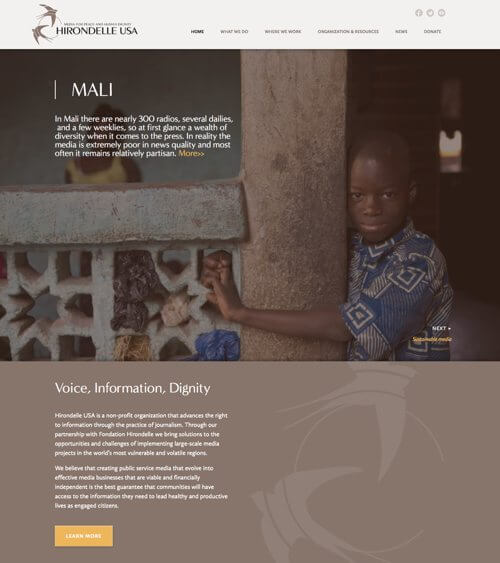 MEDIA FOR PEACE AND HUMAN DIGNITY
HIRONDELLE USA
HOME WHAT WE DO WHERE WE WORK ORGANIZATION & RESOURCES NEWS DONATE
MALI
In Mali there are nearly 300 radios, several dailies,
and a few weeklies, so at first glance a wealth of
diversity when it comes to the press. In reality the
media is extremely poor in news quality and most
often it remains relatively partisan. More>>
NEXT ▸
Sustainable media
Voice, Information, Dignity
Hirondelle USA is a non-profit organization that advances the right
to information through the practice of journalism. Through our
partnership with Fondation Hirondelle we bring solutions to the
opportunities and challenges of implementing large-scale media
projects in the world's most vulnerable and volatile regions.
We believe that creating public service media that evolve into
effective media businesses that are viable and financially
independent is the best guarantee that communities will have
access to the information they need to lead healthy and productive
lives as engaged citizens.
LEARN MORE